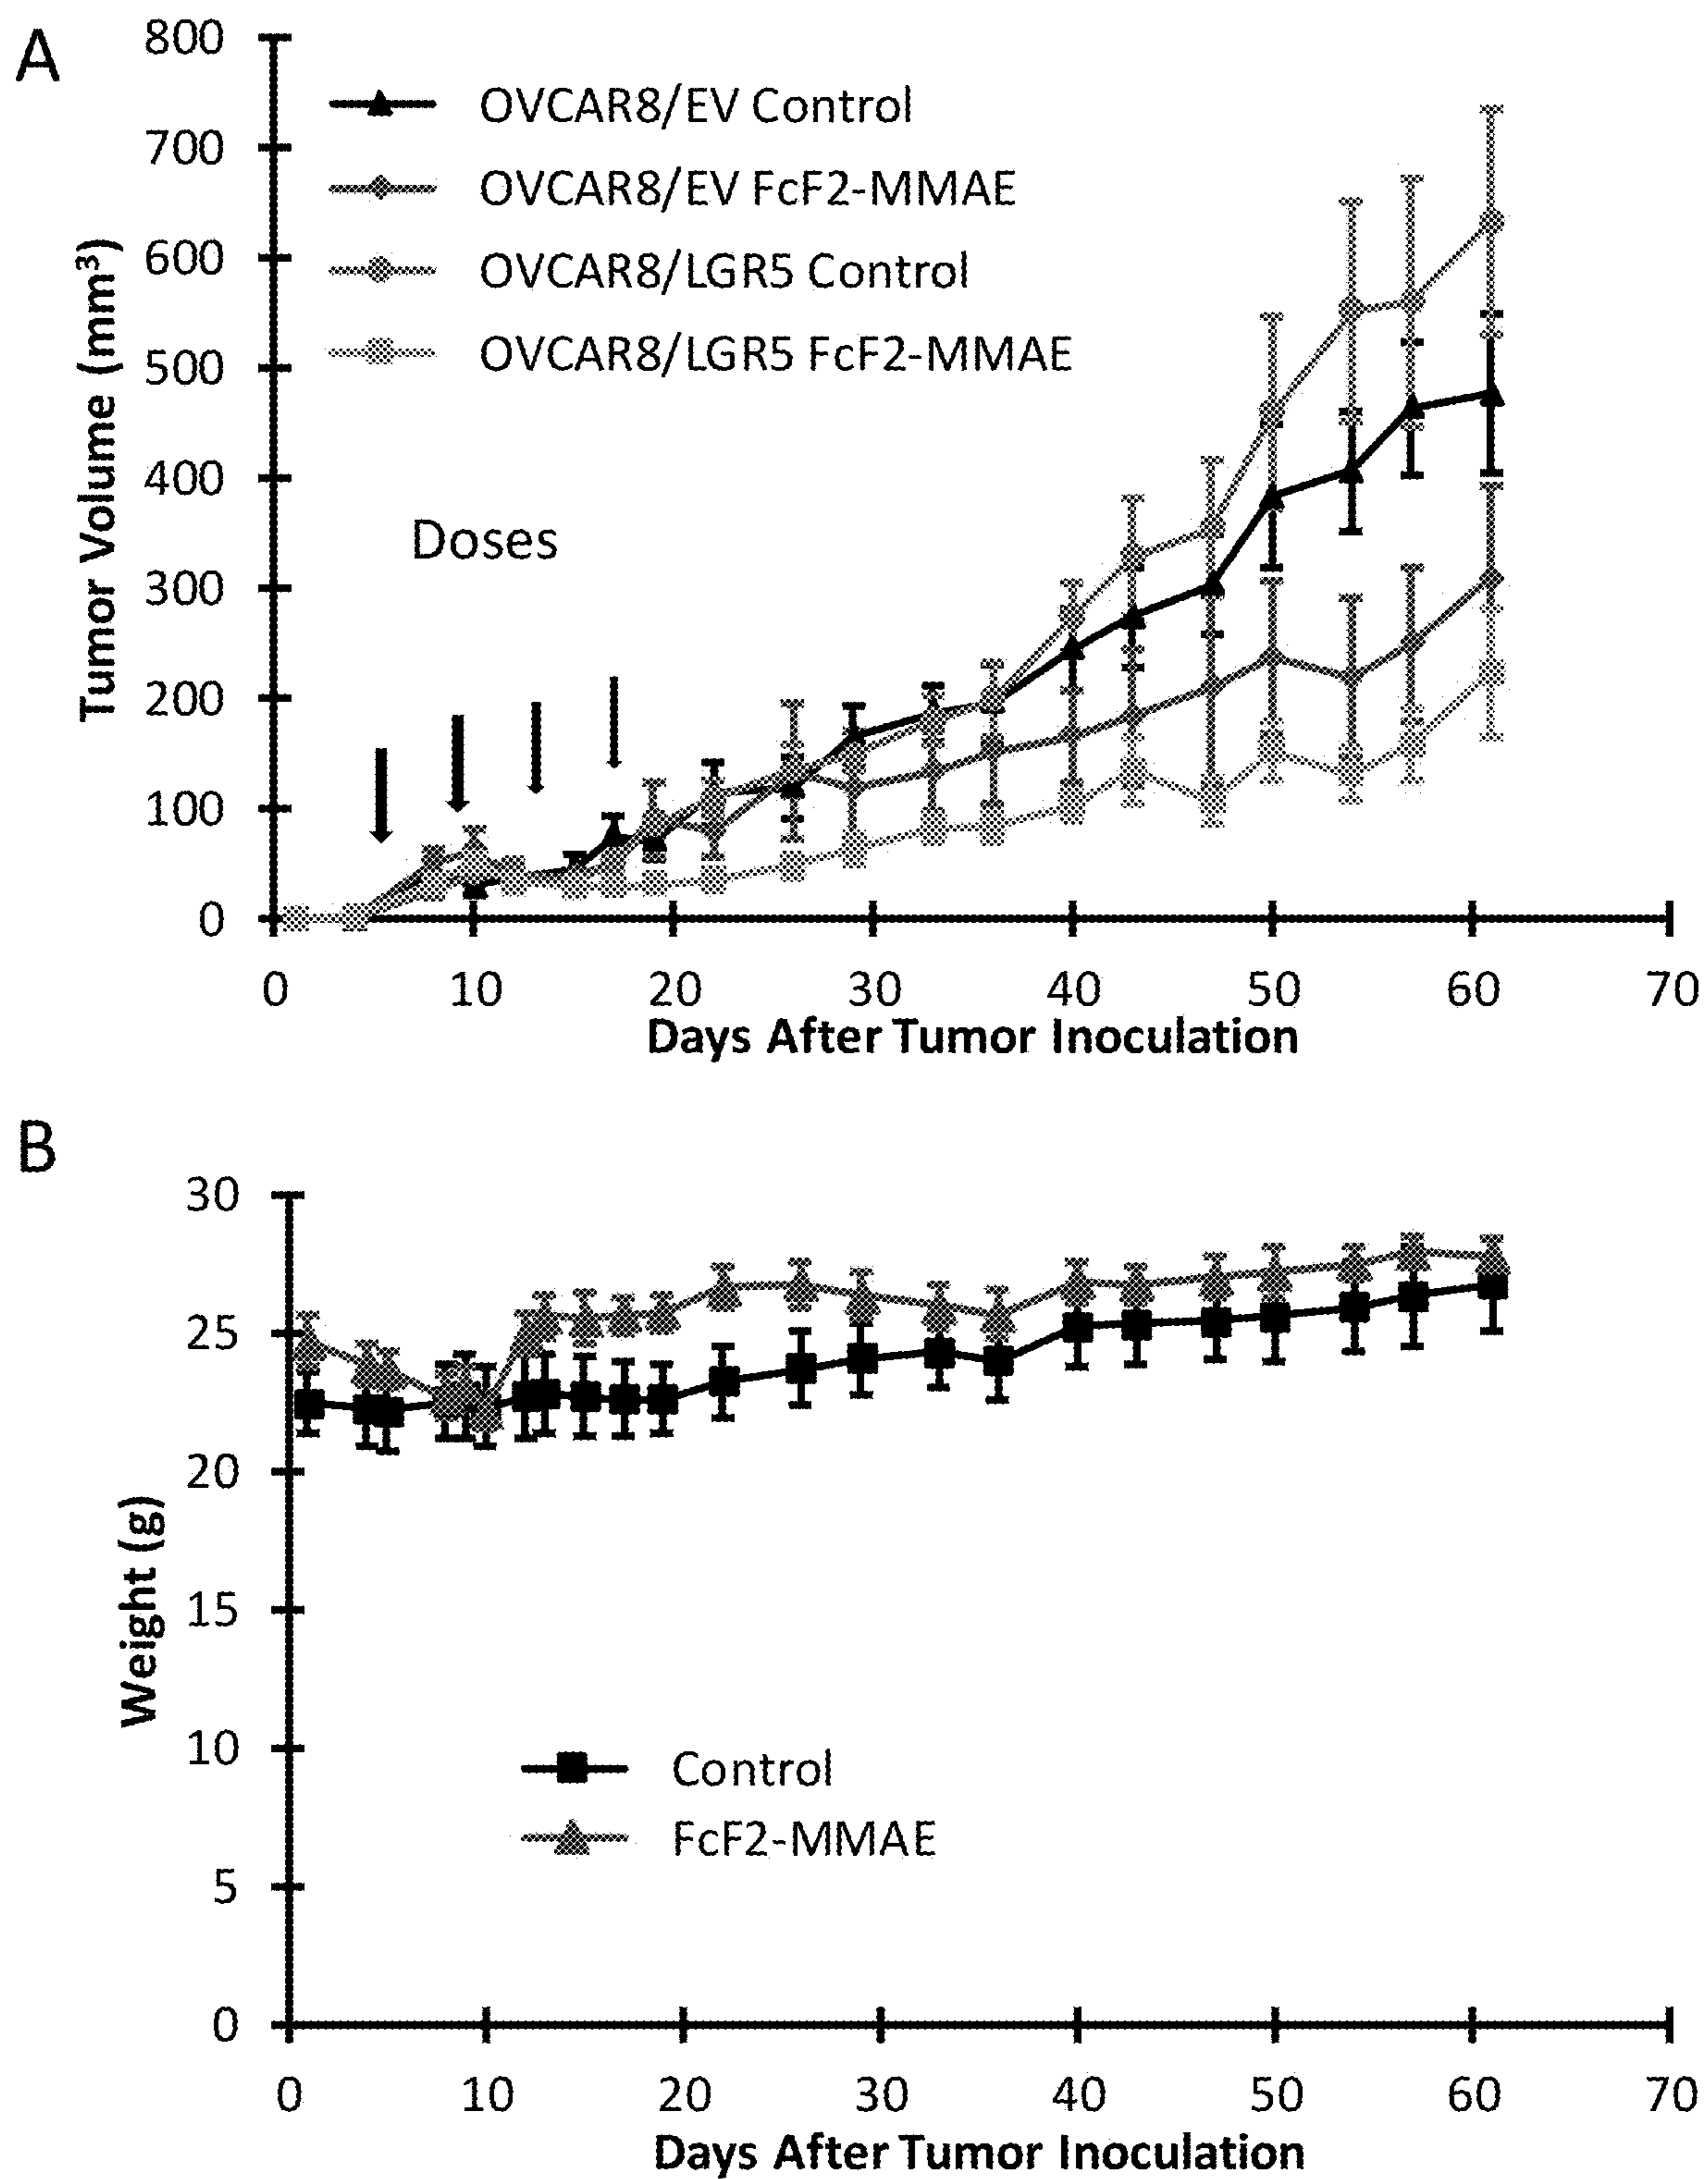 A
800
700
600
500
400
300
200
100
0
Tumor Volume (mm³)
OVCAR8/EV Control
OVCAR8/EV FcF2-MMAE
OVCAR8/LGR5 Control
OVCAR8/LGR5 FcF2-MMAE
Doses
0 10 20 30 40 50 60 70
Days After Tumor Inoculation
B
30
25
20
15
10
5
0
Weight (g)
Control
FcF2-MMAE
0 10 20 30 40 50 60 70
Days After Tumor Inoculation